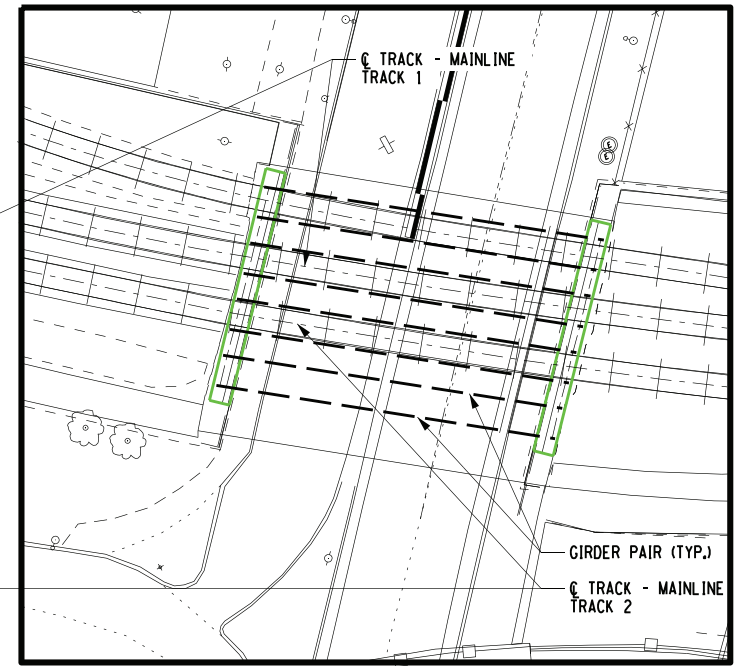 ℄ TRACK - MAINLINE
TRACK 1
E
E
GIRDER PAIR (TYP.)
℄ TRACK - MAINLINE
TRACK 2